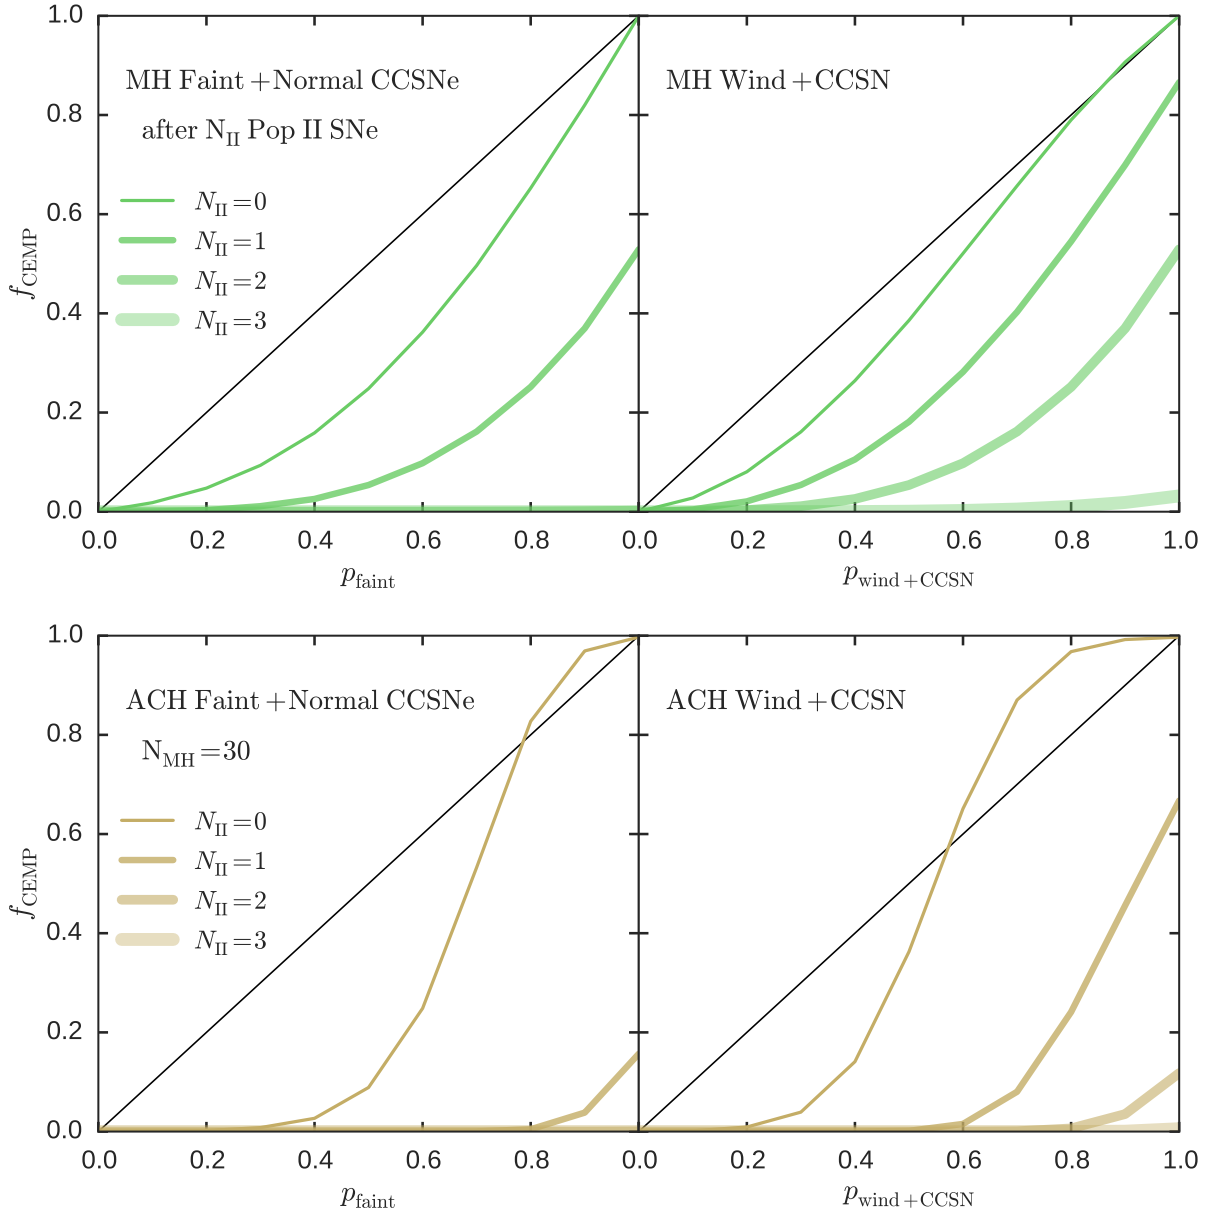 1.0
0.8
0.6
0.4
0.2
0.0
f_CEMP
MH Faint+Normal CCSNe
after N_II Pop II SNe
N_II=0
N_II=1
N_II=2
N_II=3
0.0 0.2 0.4 0.6 0.8
p_faint
MH Wind+CCSN
0.0 0.2 0.4 0.6 0.8 1.0
p_wind+CCSN
1.0
0.8
0.6
0.4
0.2
0.0
f_CEMP
ACH Faint+Normal CCSNe
N_MH=30
N_II=0
N_II=1
N_II=2
N_II=3
0.0 0.2 0.4 0.6 0.8
p_faint
ACH Wind+CCSN
0.0 0.2 0.4 0.6 0.8 1.0
p_wind+CCSN